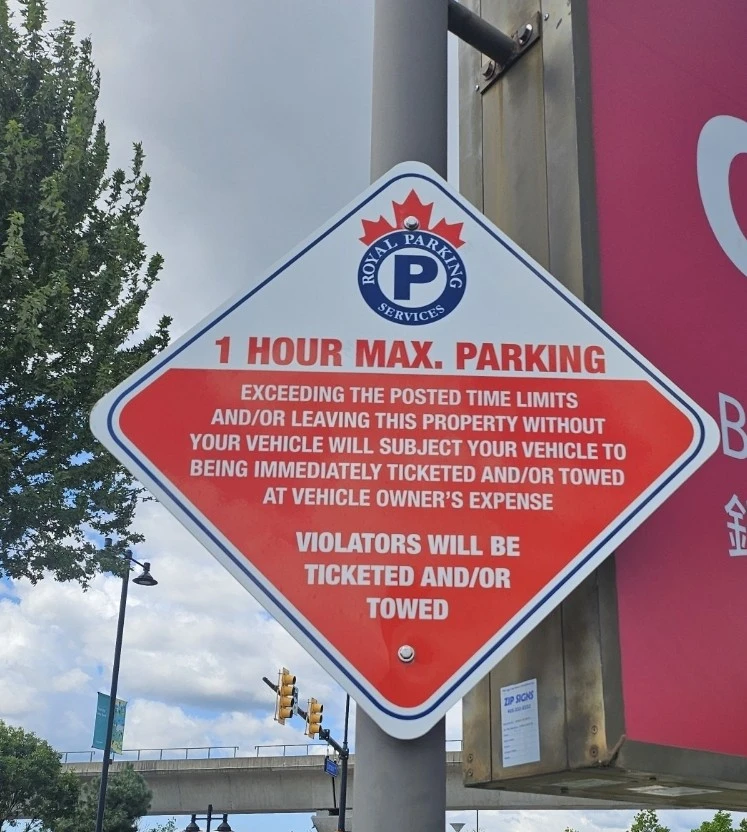 ROYAL PARKING
P
SERVICES
1 HOUR MAX. PARKING
EXCEEDING THE POSTED TIME LIMITS
AND/OR LEAVING THIS PROPERTY WITHOUT
YOUR VEHICLE WILL SUBJECT YOUR VEHICLE TO
BEING IMMEDIATELY TICKETED AND/OR TOWED
AT VEHICLE OWNER'S EXPENSE
VIOLATORS WILL BE
TICKETED AND/OR
TOWED
B
ZIP SIGNS